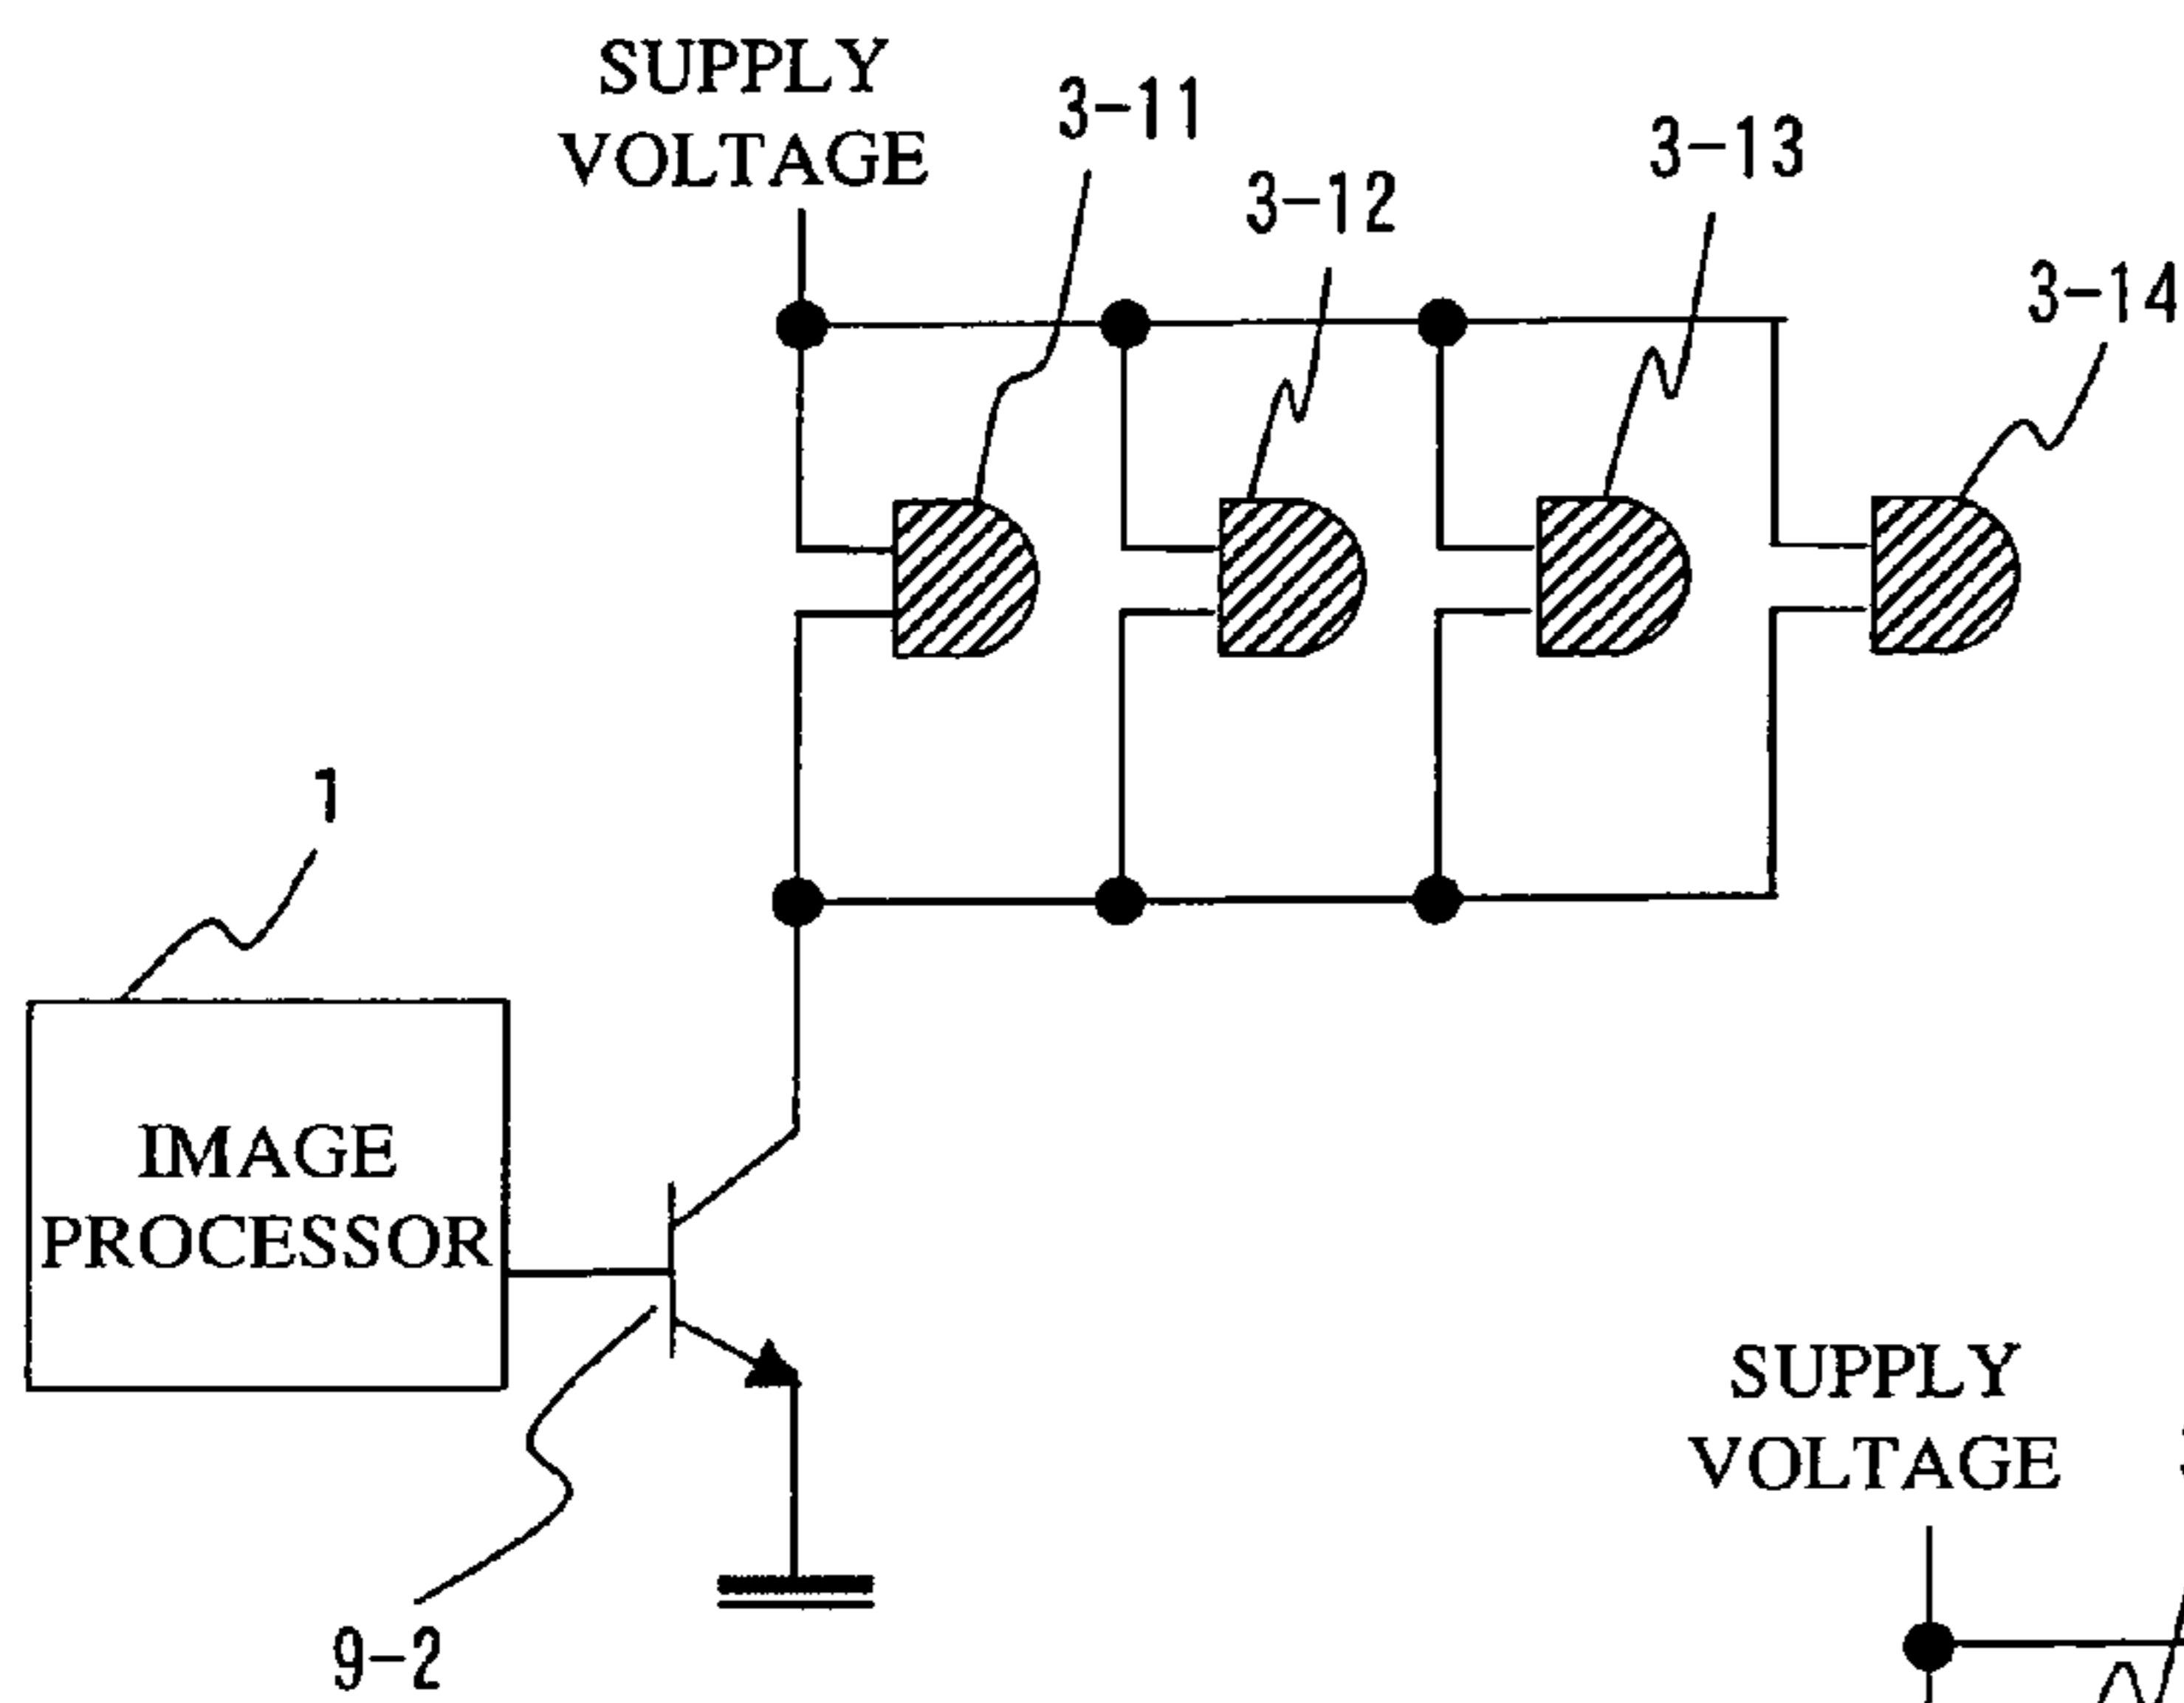 SUPPLY
VOLTAGE
3-11
3-12
3-13
3-14
1
IMAGE
PROCESSOR
9-2
SUPPLY
VOLTAGE